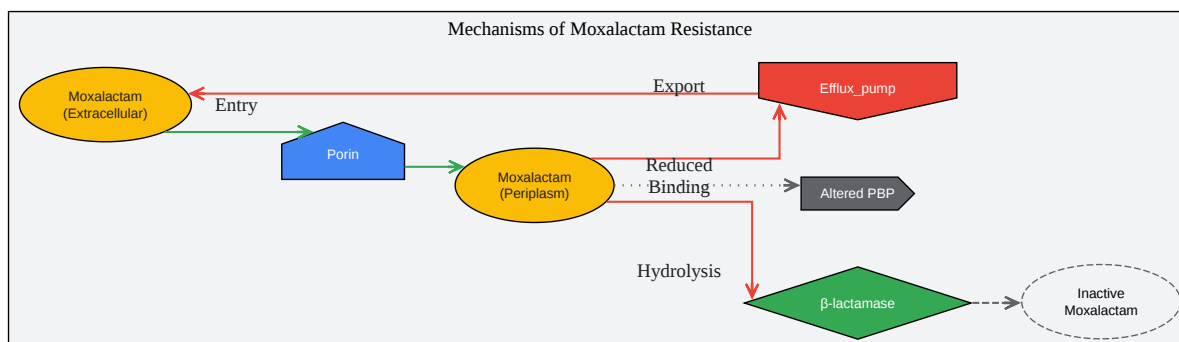 Mechanisms of Moxalactam Resistance
Moxalactam
(Extracellular)
Entry
Export
Efflux_pump
Porin
Moxalactam
(Periplasm)
Reduced
Binding
Altered PBP
Hydrolysis
β-lactamase
Inactive
Moxalactam